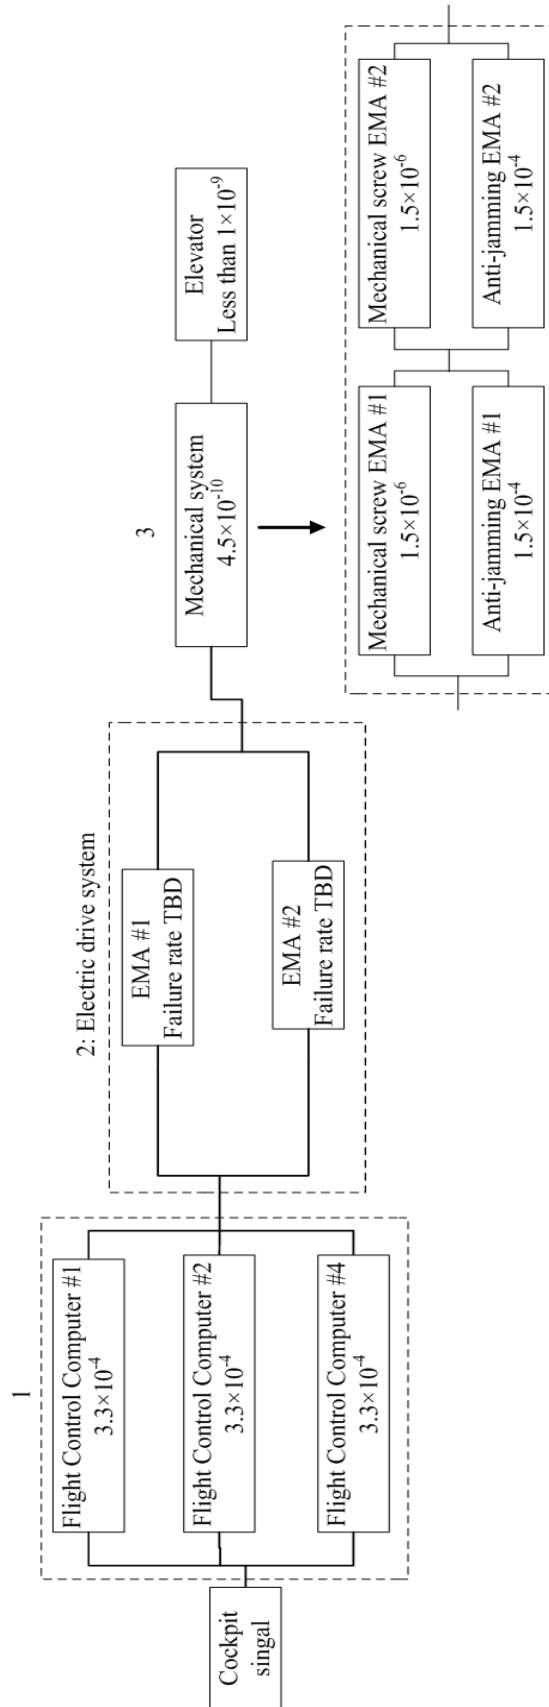 Cockpit
singal
1
Flight Control Computer #1
3.3×10-4
Flight Control Computer #2
3.3×10-4
Flight Control Computer #4
3.3×10-4
2: Electric drive system
EMA #1
Failure rate TBD
EMA #2
Failure rate TBD
3
Mechanical system
4.5×10-10
Elevator
Less than 1×10-9
Mechanical screw EMA #1
1.5×10-6
Anti-jamming EMA #1
1.5×10-4
Mechanical screw EMA #2
1.5×10-6
Anti-jamming EMA #2
1.5×10-4